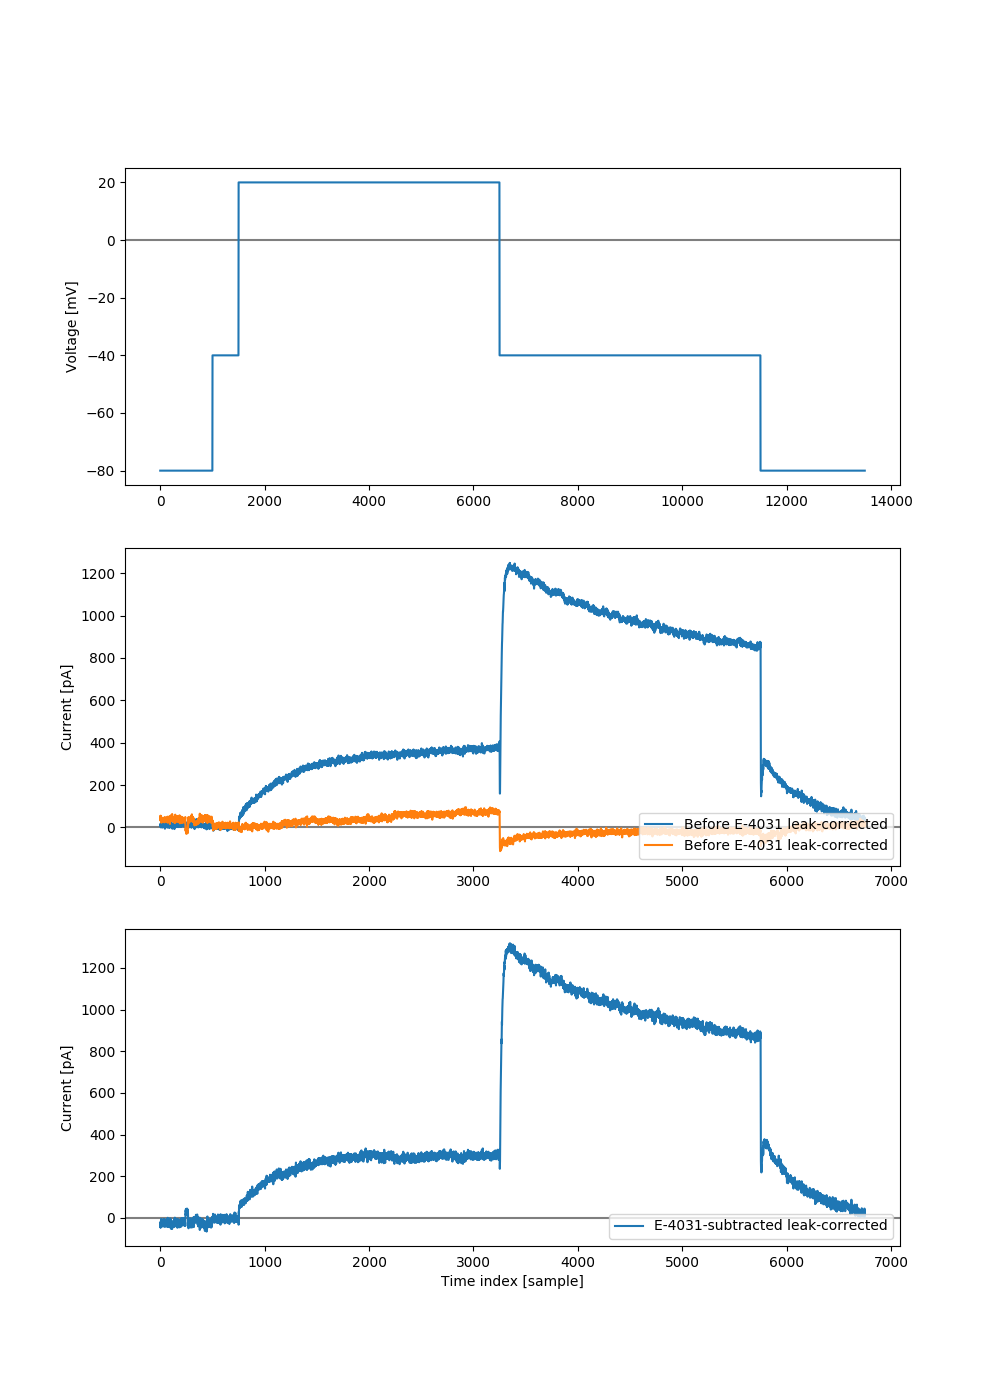 Voltage [mV]
20
0
−20
−40
−60
−80
0 2000 4000 6000 8000 10000 12000 14000
Current [pA]
1200
1000
800
600
400
200
0
Before E-4031 leak-corrected
Before E-4031 leak-corrected
0 1000 2000 3000 4000 5000 6000 7000
Current [pA]
1200
1000
800
600
400
200
0
E-4031-subtracted leak-corrected
0 1000 2000 3000 4000 5000 6000 7000
Time index [sample]